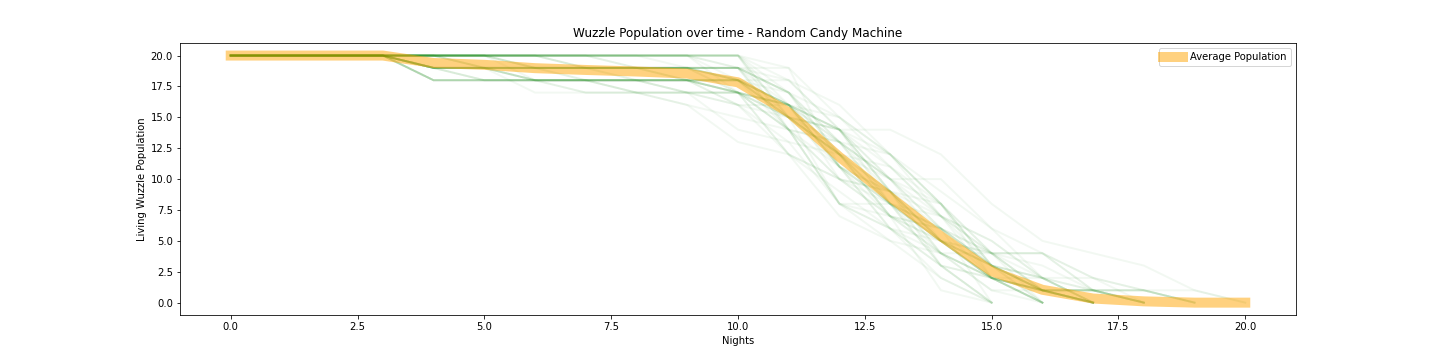 Wuzzle Population over time - Random Candy Machine
Average Population
Living Wuzzle Population
20.0
17.5
15.0
12.5
10.0
7.5
5.0
2.5
0.0
0.0 2.5 5.0 7.5 10.0 12.5 15.0 17.5 20.0
Nights